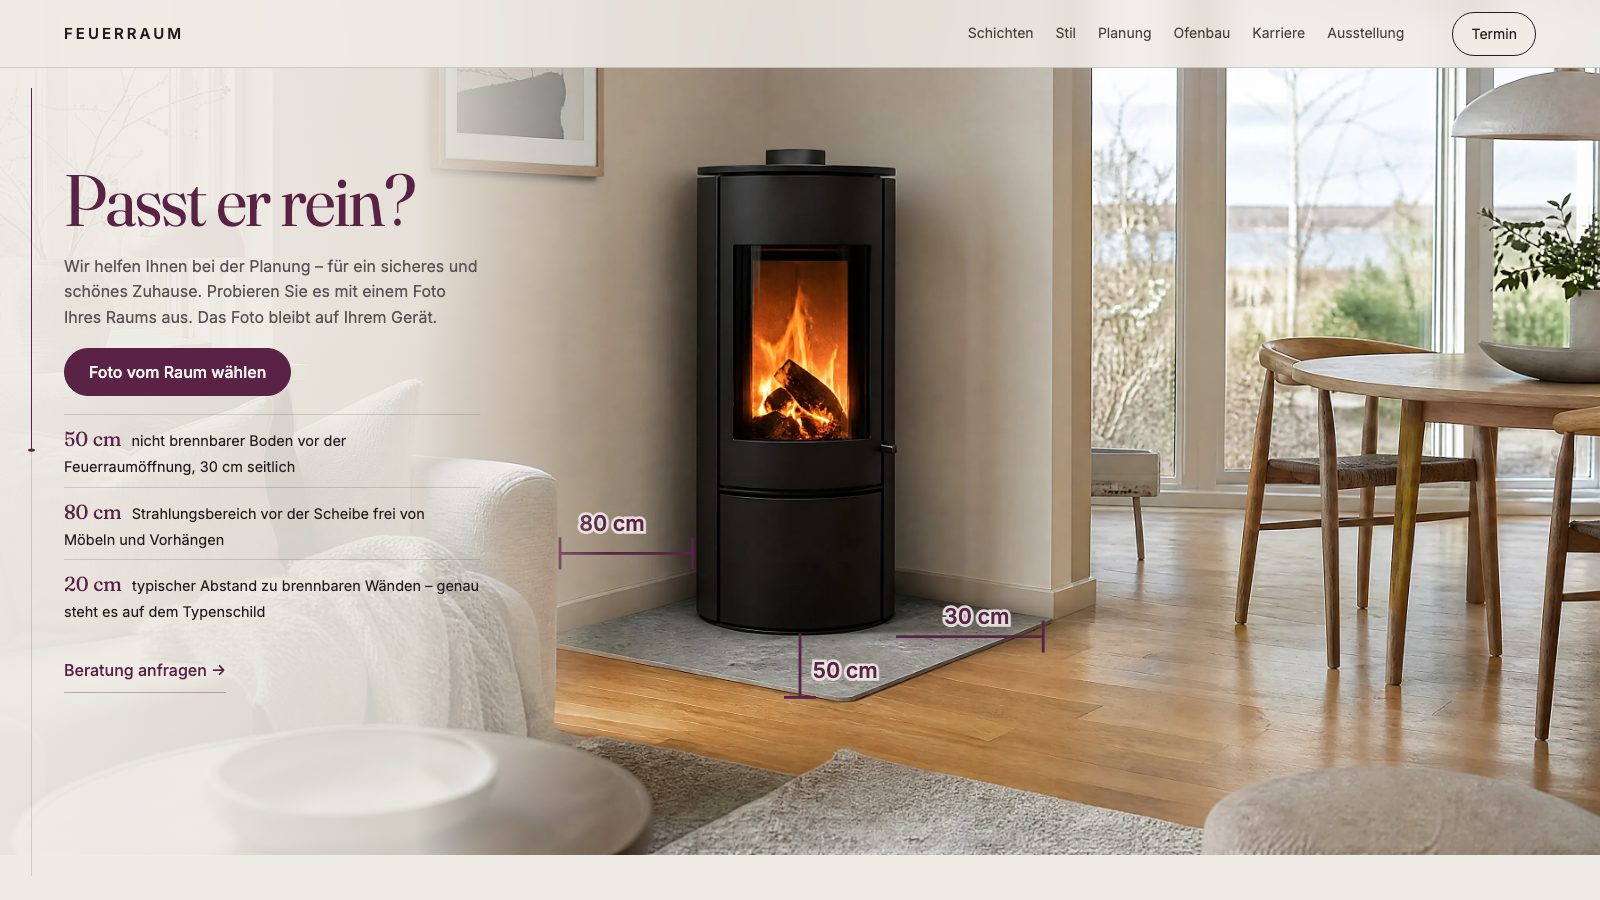 FEUERRAUM
Schichten Stil Planung Ofenbau Karriere Ausstellung Termin
Passt er rein?
Wir helfen Ihnen bei der Planung – für ein sicheres und
schönes Zuhause. Probieren Sie es mit einem Foto
Ihres Raums aus. Das Foto bleibt auf Ihrem Gerät.
Foto vom Raum wählen
50 cm nicht brennbarer Boden vor der
Feuerraumöffnung, 30 cm seitlich
80 cm Strahlungsbereich vor der Scheibe frei von
Möbeln und Vorhängen
20 cm typischer Abstand zu brennbaren Wänden – genau
steht es auf dem Typenschild
Beratung anfragen →
80 cm
30 cm
50 cm